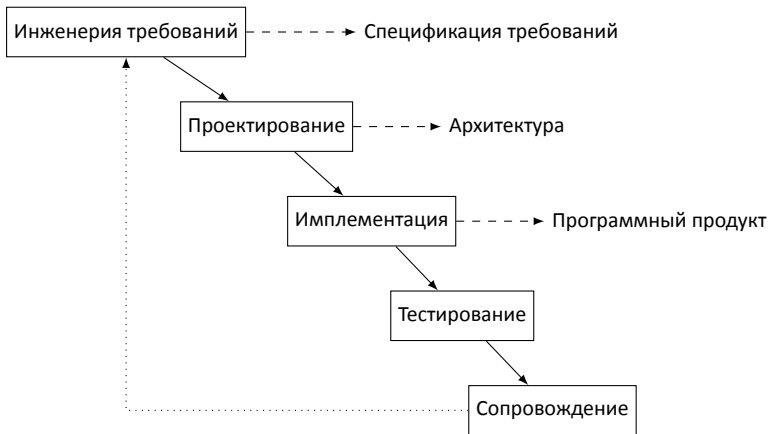 Инженерия требований
Спецификация требований
Проектирование
Архитектура
Имплементация
Программный продукт
Тестирование
Сопровождение